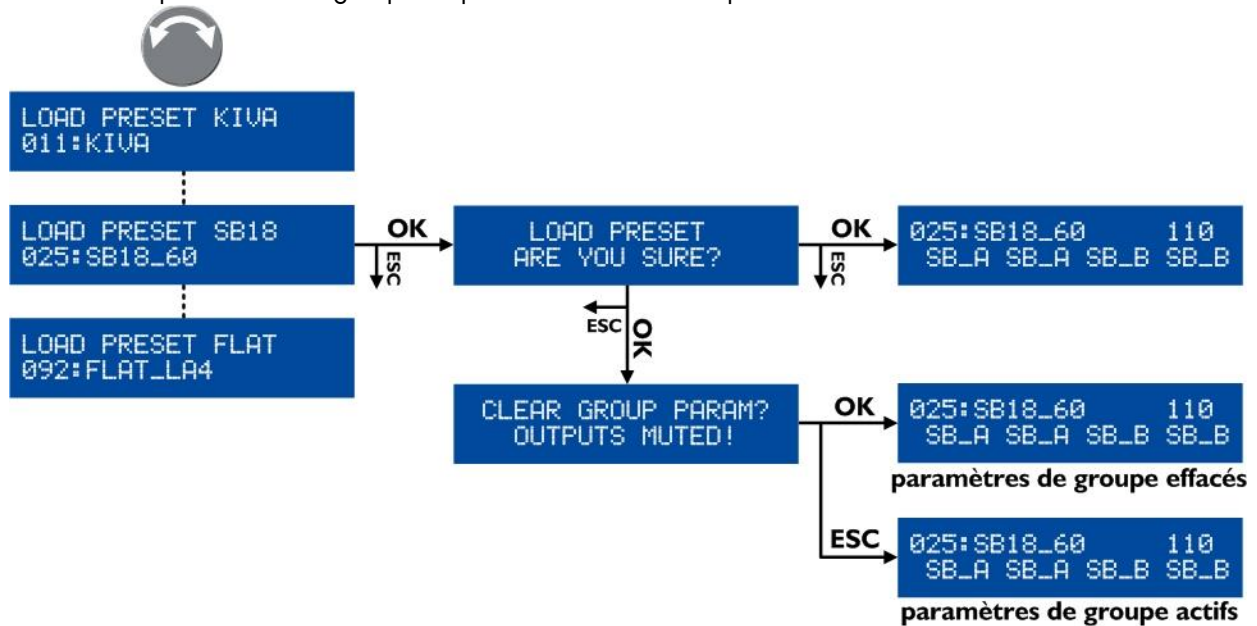 LOAD PRESET KIVA
011:KIVA
LOAD PRESET SB18
025:SB18_60
LOAD PRESET FLAT
092:FLAT_LA4
OK
ESC
LOAD PRESET
ARE YOU SURE?
OK
ESC
025:SB18_60 110
SB_A SB_A SB_B SB_B
ESC
OK
CLEAR GROUP PARAM?
OUTPUTS MUTED!
OK
025:SB18_60 110
SB_A SB_A SB_B SB_B
paramètres de groupe effacés
ESC
025:SB18_60 110
SB_A SB_A SB_B SB_B
paramètres de groupe actifs